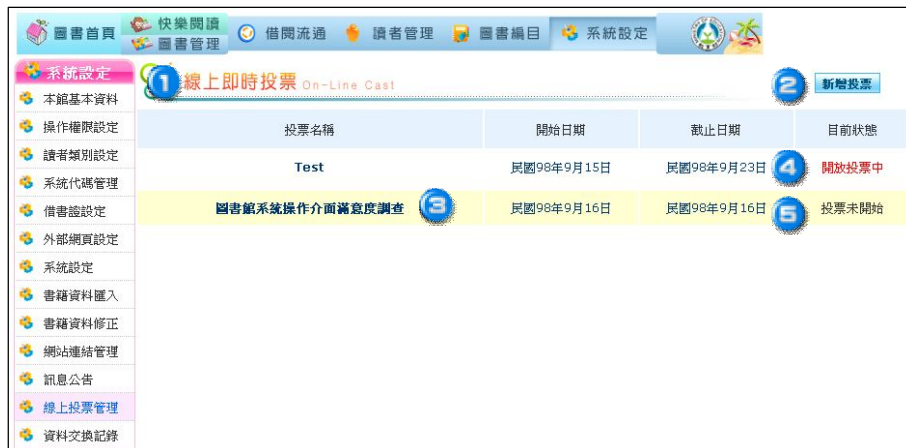 圖書首頁
快樂閱讀
圖書管理
借閱流通
讀者管理
圖書編目
系統設定
系統設定
本館基本資料
操作權限設定
讀者類別設定
系統代碼管理
借書證設定
外部網頁設定
系統設定
書籍資料匯入
書籍資料修正
網站連結管理
訊息公告
線上投票管理
資料交換記錄
1 線上即時投票 On-Line Cast 2 新增投票
投票名稱 開始日期 截止日期 目前狀態
Test 民國98年9月15日 民國98年9月23日 4 開放投票中
圖書館系統操作介面滿意度調查 3 民國98年9月16日 民國98年9月16日 5 投票未開始